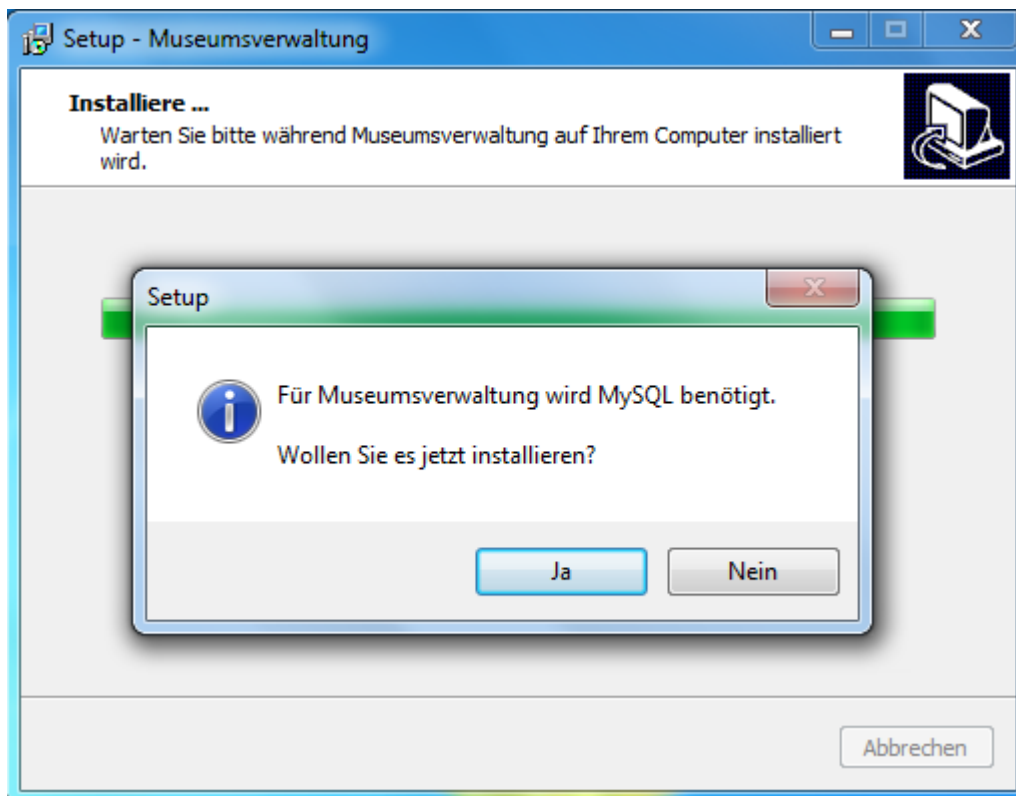 Setup - Museumsverwaltung
Installiere ...
Warten Sie bitte während Museumsverwaltung auf Ihrem Computer installiert
wird.
Setup
Für Museumsverwaltung wird MySQL benötigt.
Wollen Sie es jetzt installieren?
Ja Nein
Abbrechen